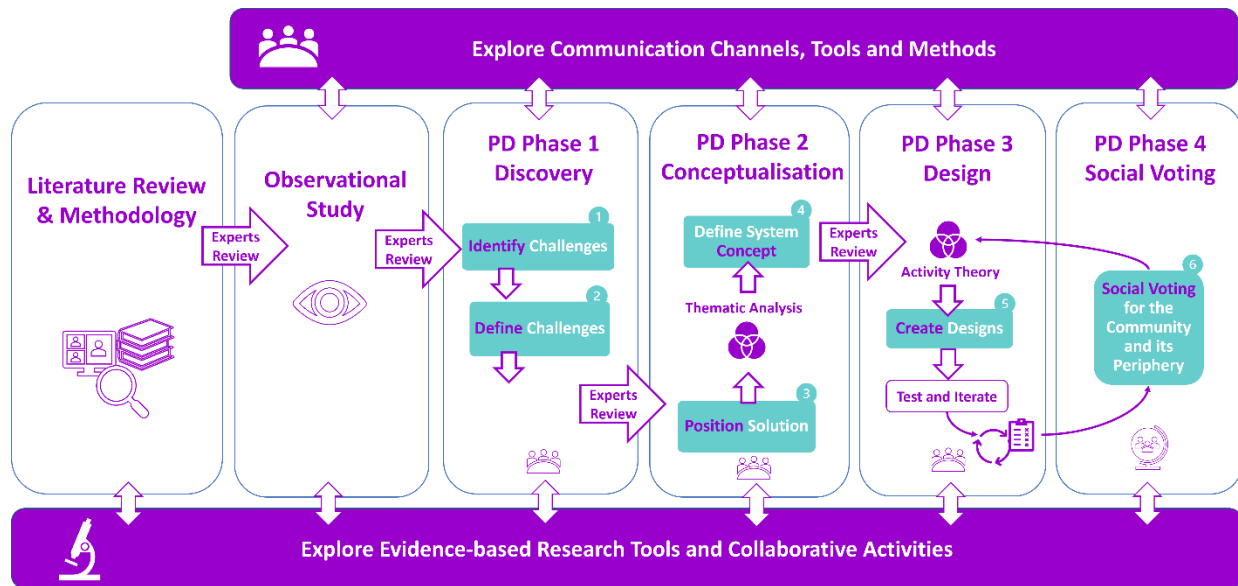 Explore Communication Channels, Tools and Methods
Literature Review
& Methodology
Experts
Review
Observational
Study
Experts
Review
PD Phase 1
Discovery
1
Identify Challenges
2
Define Challenges
Experts
Review
PD Phase 2
Conceptualisation
4
Define System
Concept
Thematic Analysis
3
Position Solution
Experts
Review
PD Phase 3
Design
Activity Theory
5
Create Designs
Test and Iterate
PD Phase 4
Social Voting
6
Social Voting
for the
Community
and its
Periphery
Explore Evidence-based Research Tools and Collaborative Activities